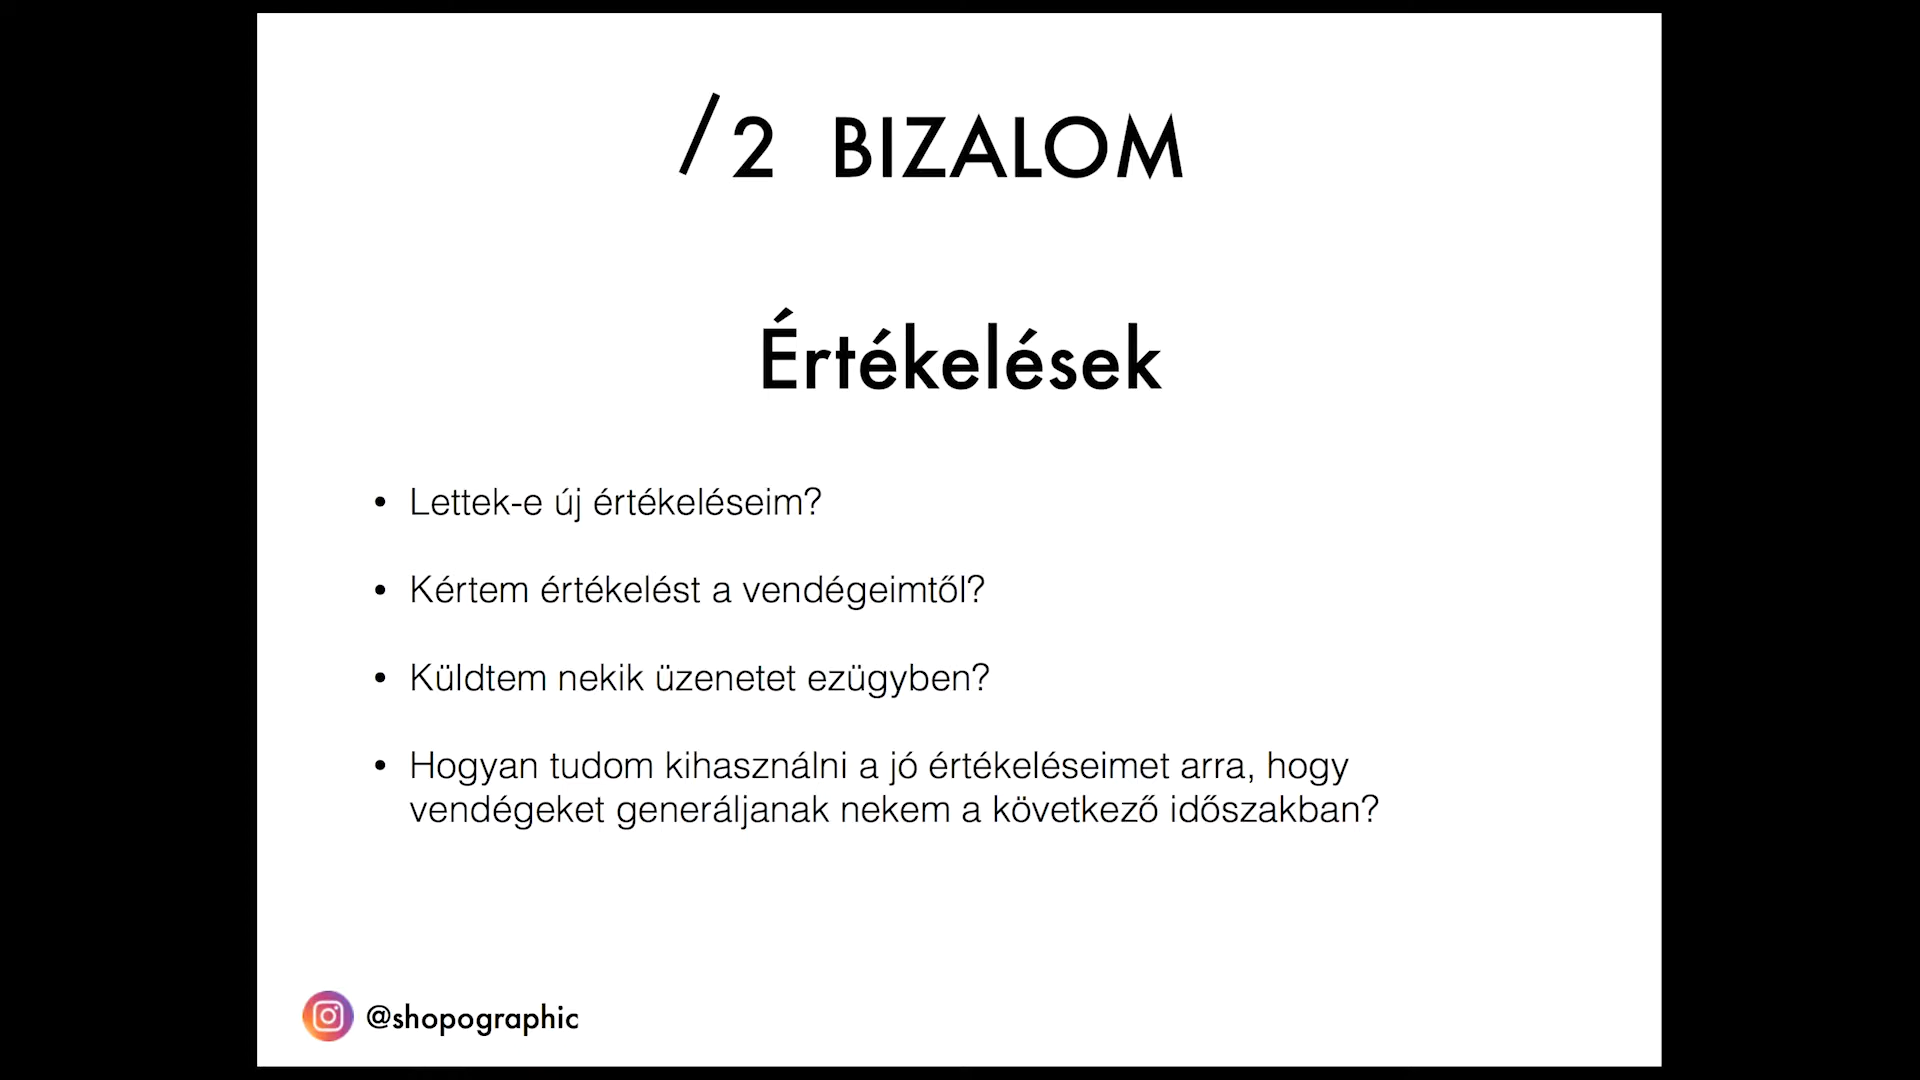 /2 BIZALOM
Értékelések
• Lettek-e új értékeléseim?
• Kértem értékelést a vendégeimtől?
• Küldtem nekik üzenetet ezügyben?
• Hogyan tudom kihasználni a jó értékeléseimet arra, hogy
vendégeket generáljanak nekem a következő időszakban?
@shopographic